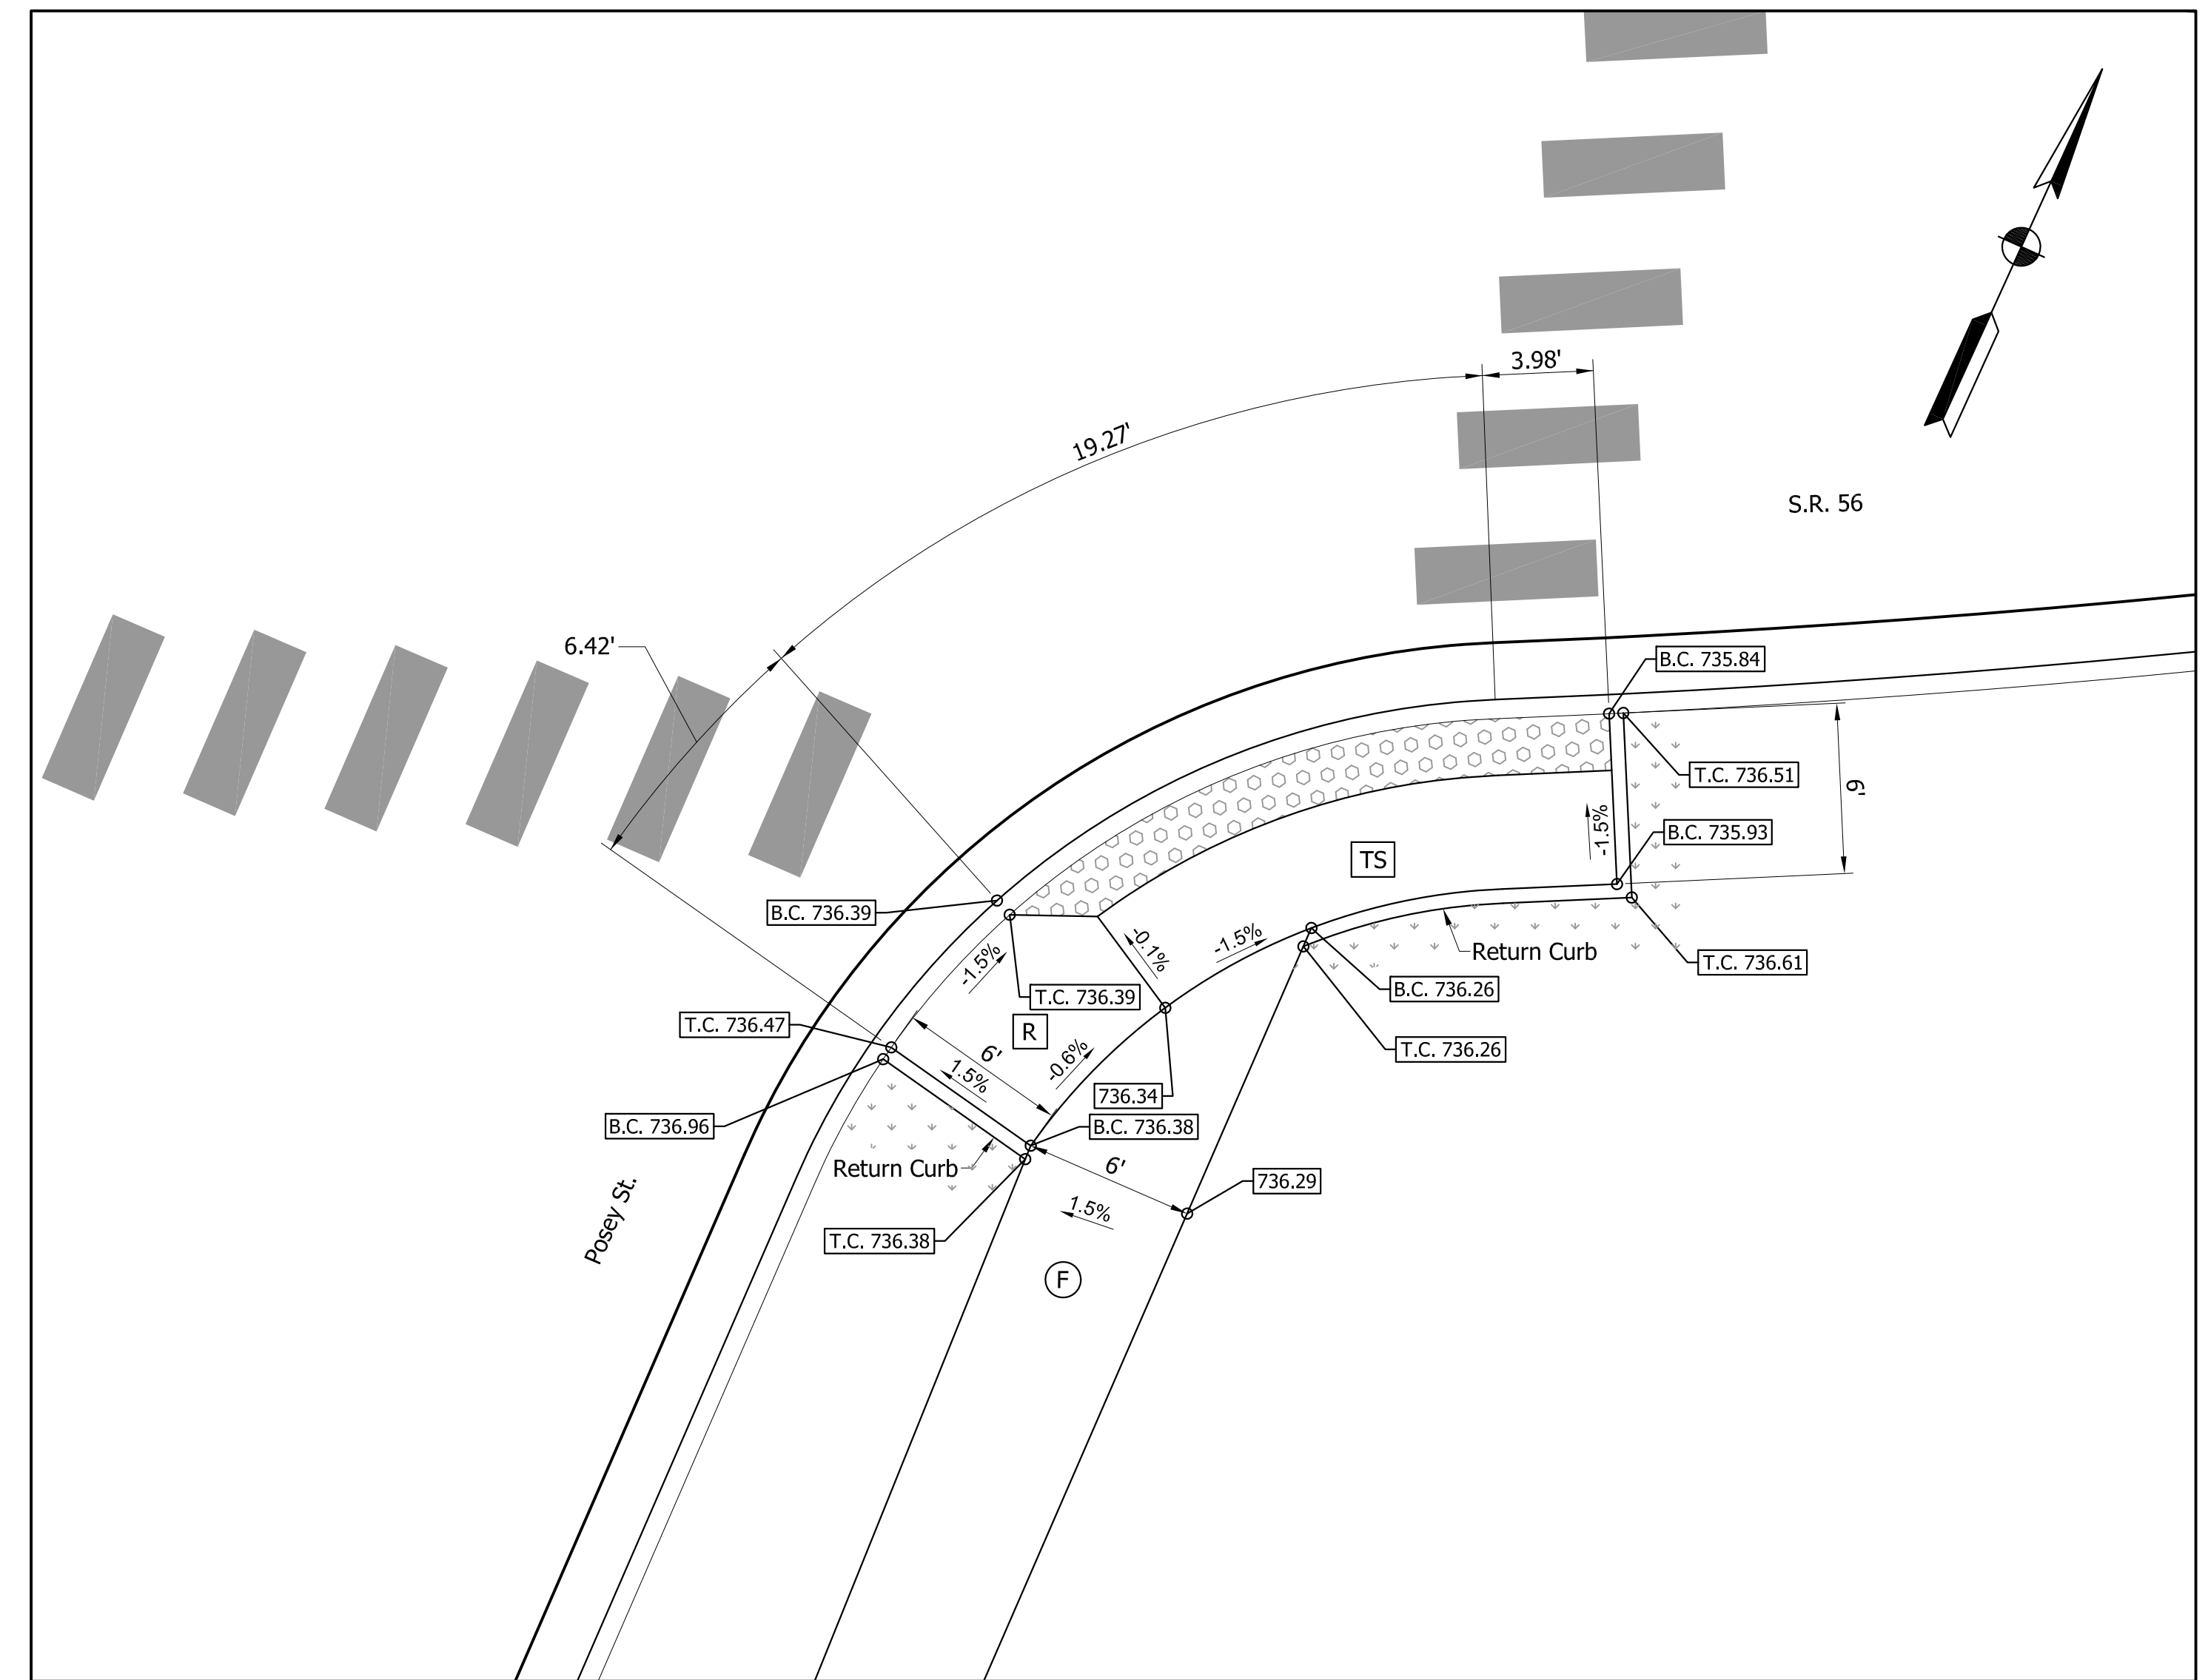 3.98'
19.27'
S.R. 56
6.42'
B.C. 735.84
T.C. 736.51
6'
-1.5%
B.C. 735.93
TS
B.C. 736.39
-0.1%
-1.5%
Return Curb
-1.5%
T.C. 736.61
B.C. 736.26
T.C. 736.39
T.C. 736.47
R
6'
-0.6%
T.C. 736.26
1.5%
736.34
B.C. 736.96
B.C. 736.38
Return Curb
6'
736.29
Posey St.
1.5%
T.C. 736.38
F